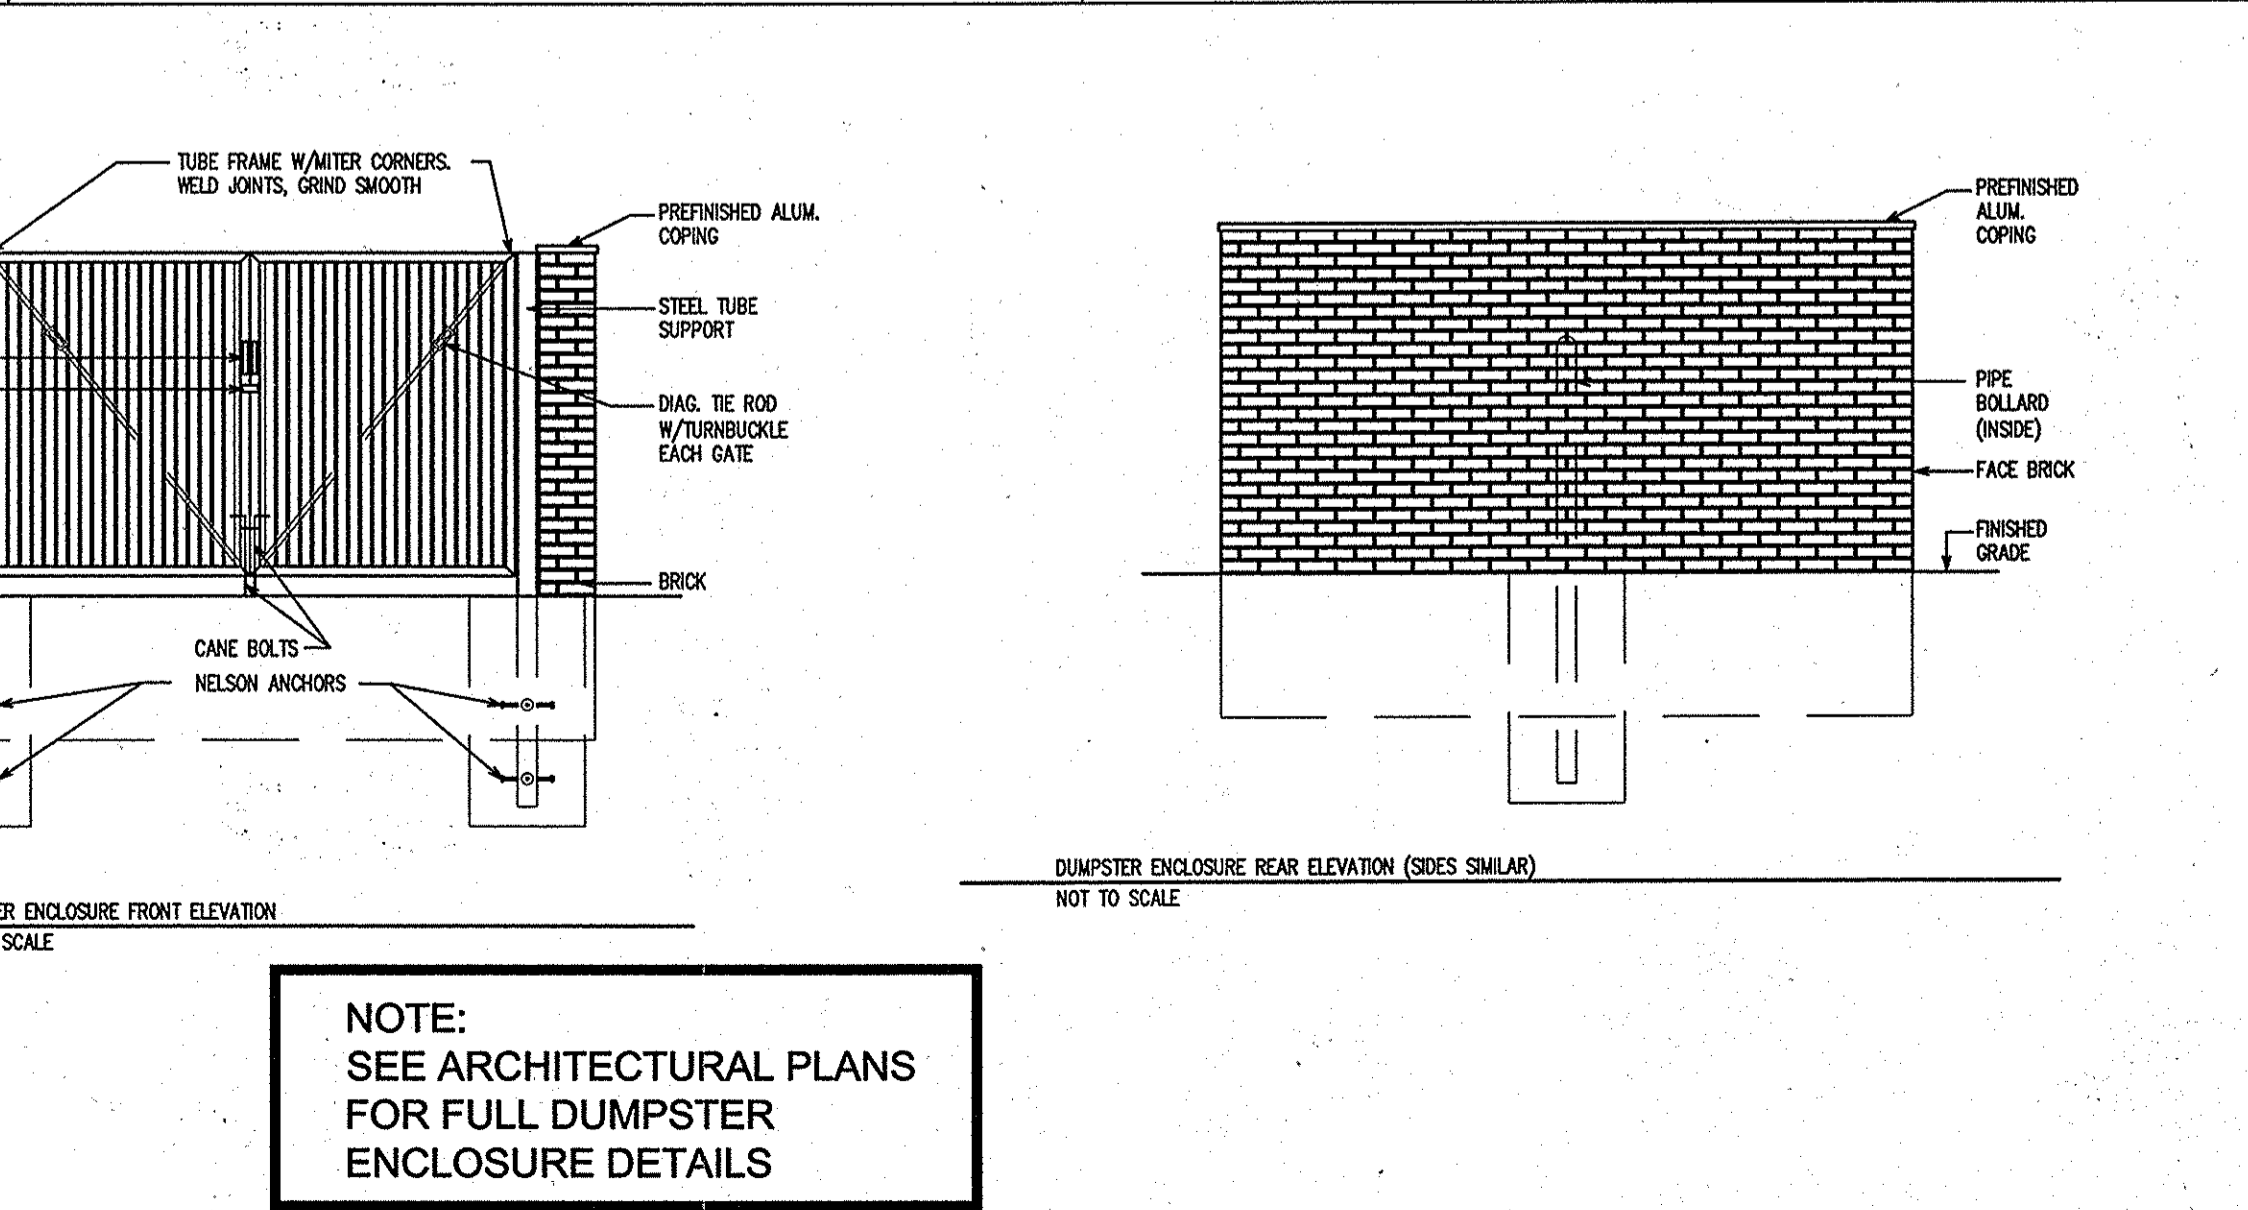 TUBE FRAME W/MITER CORNERS.
WELD JOINTS, GRIND SMOOTH
PREFINISHED ALUM.
COPING
STEEL TUBE
SUPPORT
DIAG. TIE ROD
W/TURNBUCKLE
EACH GATE
BRICK
CANE BOLTS
NELSON ANCHORS
ER ENCLOSURE FRONT ELEVATION
SCALE
PREFINISHED
ALUM.
COPING
PIPE
BOLLARD
(INSIDE)
FACE BRICK
FINISHED
GRADE
DUMPSTER ENCLOSURE REAR ELEVATION (SIDES SIMILAR)
NOT TO SCALE
NOTE:
SEE ARCHITECTURAL PLANS
FOR FULL DUMPSTER
ENCLOSURE DETAILS